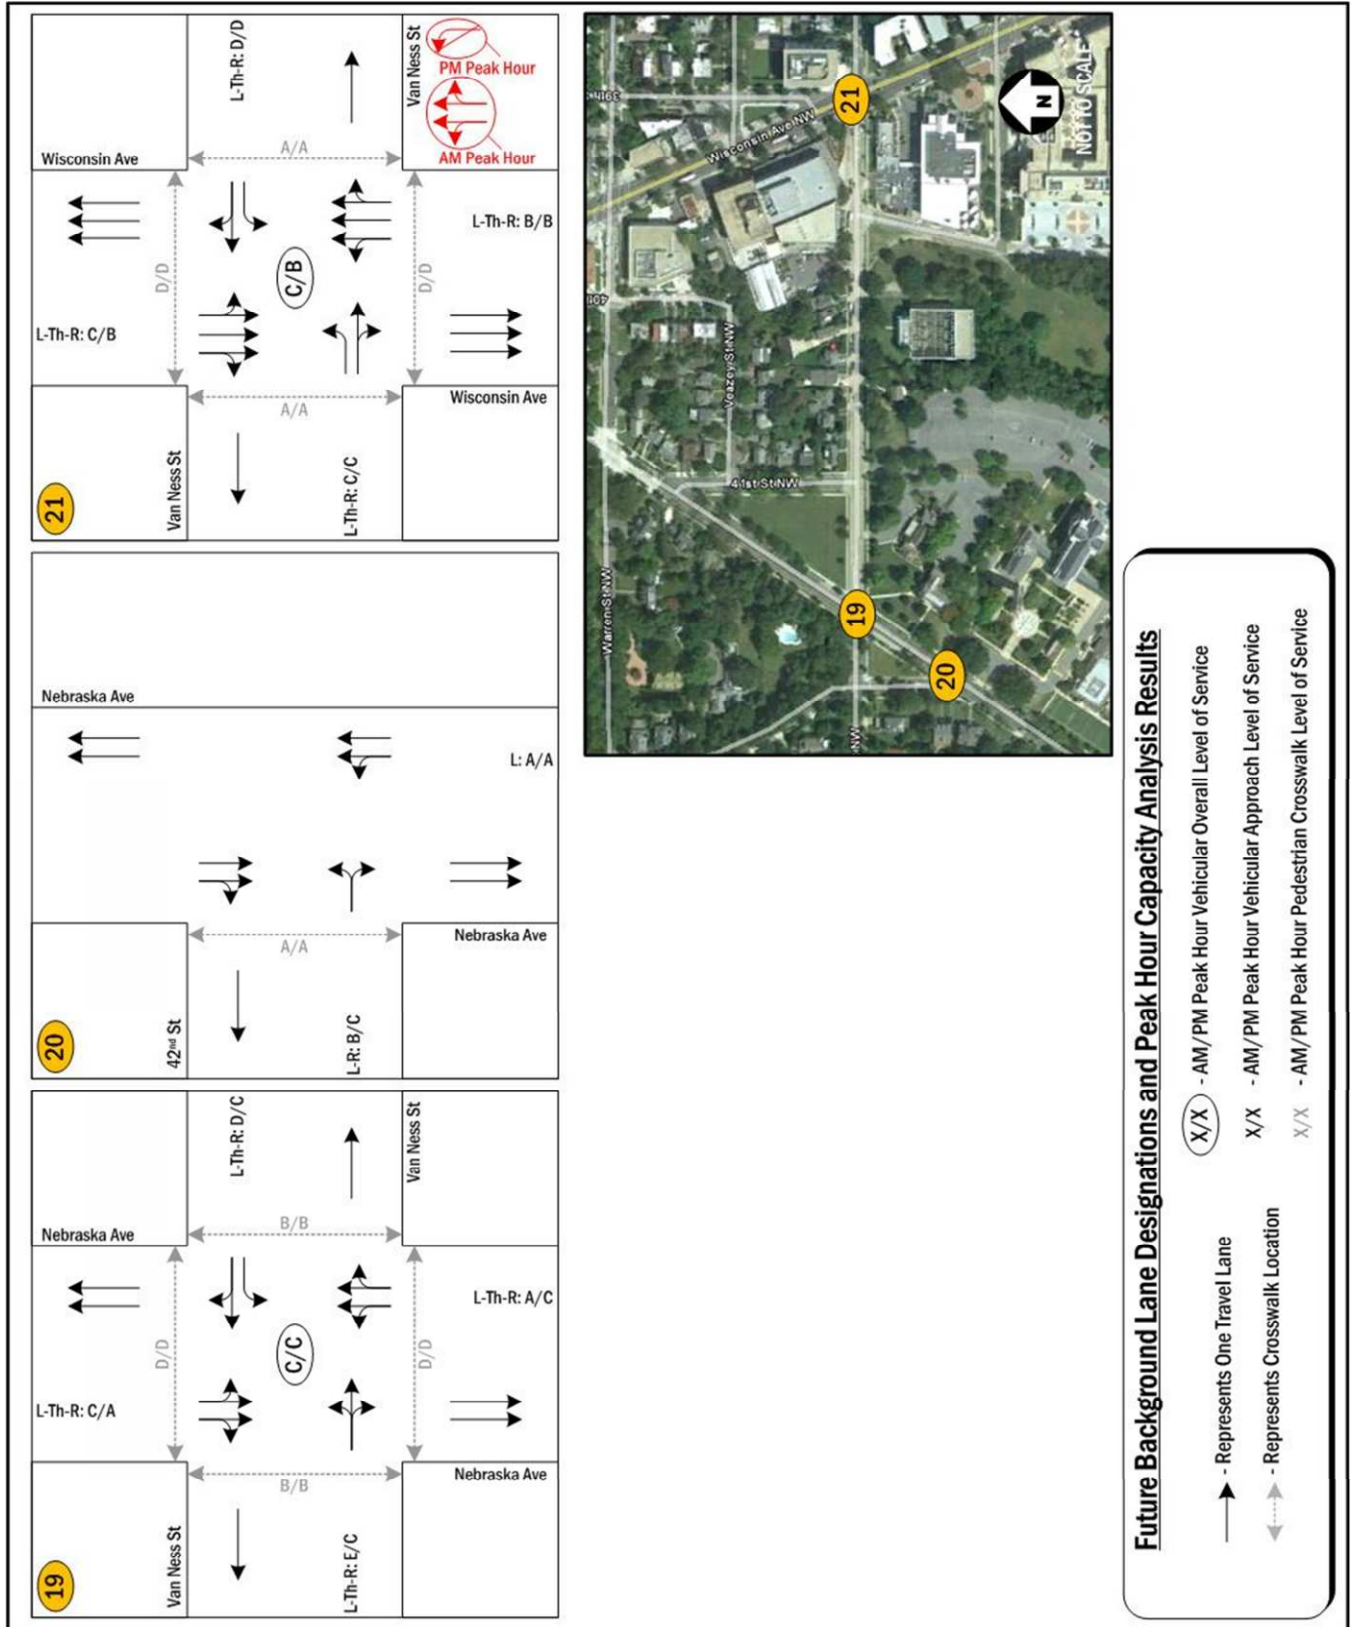 21
Van Ness St
L-Th-R: D/D
Van Ness St
PM Peak Hour
AM Peak Hour
Wisconsin Ave
A/A
L-Th-R: B/B
D/D
C/B
D/D
L-Th-R: C/B
A/A
Wisconsin Ave
L-Th-R: C/C
20
42nd St
Nebraska Ave
L: A/A
A/A
Nebraska Ave
L-R: B/C
19
Van Ness St
L-Th-R: D/C
Van Ness St
Nebraska Ave
B/B
L-Th-R: A/C
D/D
C/C
D/D
L-Th-R: C/A
B/B
Nebraska Ave
L-Th-R: E/C
39th St
Wisconsin Ave NW
21
N
NOT TO SCALE
40th
Veazey St NW
41st St NW
Warren St NW
19
20
NW
Future Background Lane Designations and Peak Hour Capacity Analysis Results
- Represents One Travel Lane
- Represents Crosswalk Location
X/X - AM/PM Peak Hour Vehicular Overall Level of Service
X/X - AM/PM Peak Hour Vehicular Approach Level of Service
X/X - AM/PM Peak Hour Pedestrian Crosswalk Level of Service